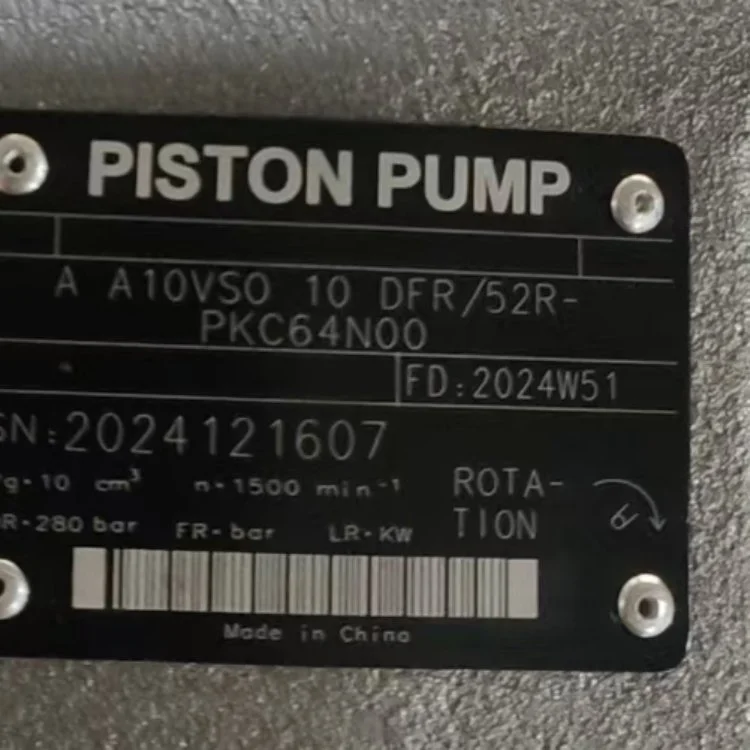 PISTON PUMP
A A10VSO 10 DFR/52R-
PKC64N00
FD:2024W51
SN:2024121607
Vg=10 cm³ n=1500 min⁻¹ ROTA-
280 bar FR= bar LR= KW TION
Made in China